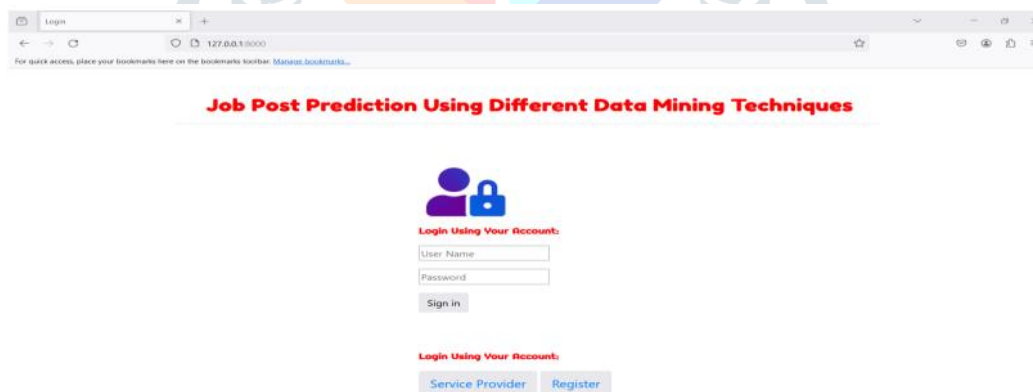 Login
127.0.0.1:8000
For quick access, place your bookmarks here on the bookmarks toolbar. Manage bookmarks...
Job Post Prediction Using Different Data Mining Techniques
Login Using Your Account:
User Name
Password
Sign in
Login Using Your Account:
Service Provider Register